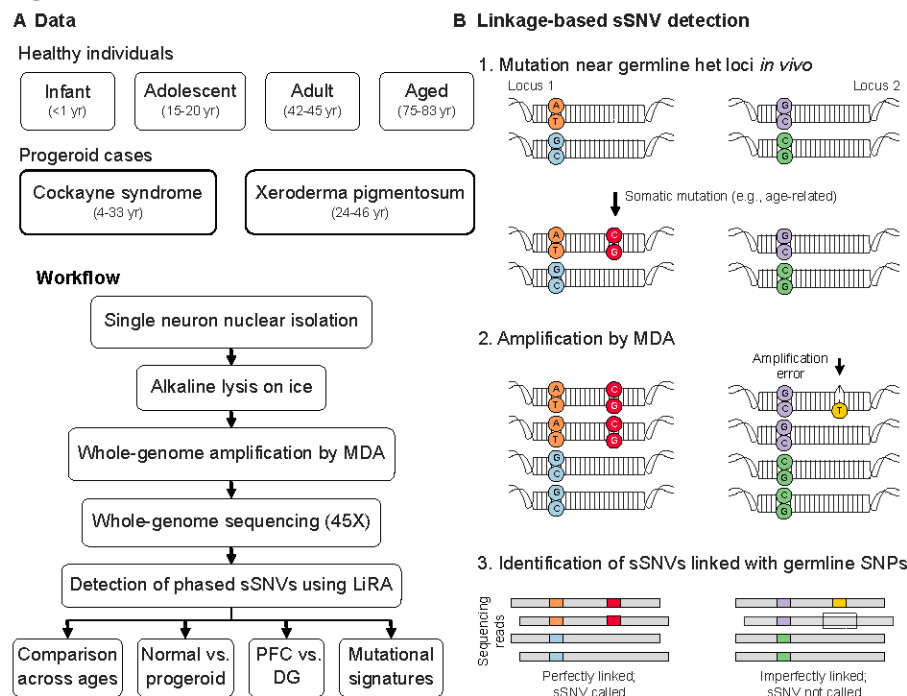 A Data
Healthy individuals
Infant
(<1 yr)
Adolescent
(15-20 yr)
Adult
(42-45 yr)
Aged
(75-83 yr)
Progeroid cases
Cockayne syndrome
(4-33 yr)
Xeroderma pigmentosum
(24-46 yr)
Workflow
Single neuron nuclear isolation
Alkaline lysis on ice
Whole-genome amplification by MDA
Whole-genome sequencing (45X)
Detection of phased sSNVs using LiRA
Comparison
across ages
Normal vs.
progeroid
PFC vs.
DG
Mutational
signatures
B Linkage-based sSNV detection
1. Mutation near germline het loci in vivo
Locus 1
Locus 2
A
T
G
C
G
C
C
G
Somatic mutation (e.g., age-related)
A C
T G
G
C
G
C
C
G
2. Amplification by MDA
Amplification
error
A C
T G
A C
T G
G
C
G
C
G
C T
G
C
C
G
C
G
3. Identification of sSNVs linked with germline SNPs
Sequencing
reads
Perfectly linked;
sSNV called
Imperfectly linked;
sSNV not called